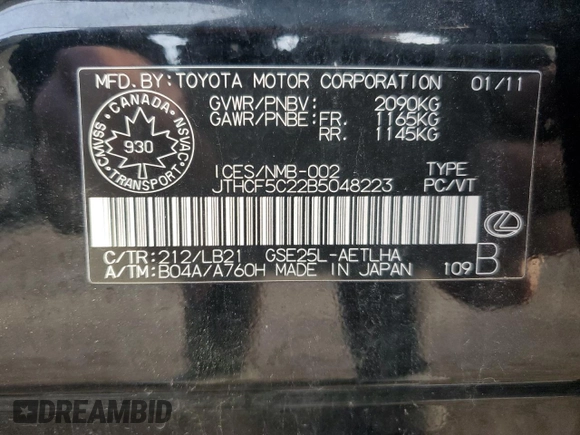 MFD.BY:TOYOTA MOTOR CORPORATION 01/11
GVWR/PNBV: 2090KG
GAWR/PNBE:FR. 1165KG
RR. 1145KG
CANADA
CMVSS NSVAC
930
TRANSPORT
ICES/NMB-002 TYPE
JTHCF5C22B5048223 PC/VT
C/TR:212/LB21 GSE25L-AETLHA
A/TM:B04A/A760H MADE IN JAPAN 109 B
DREAMBID